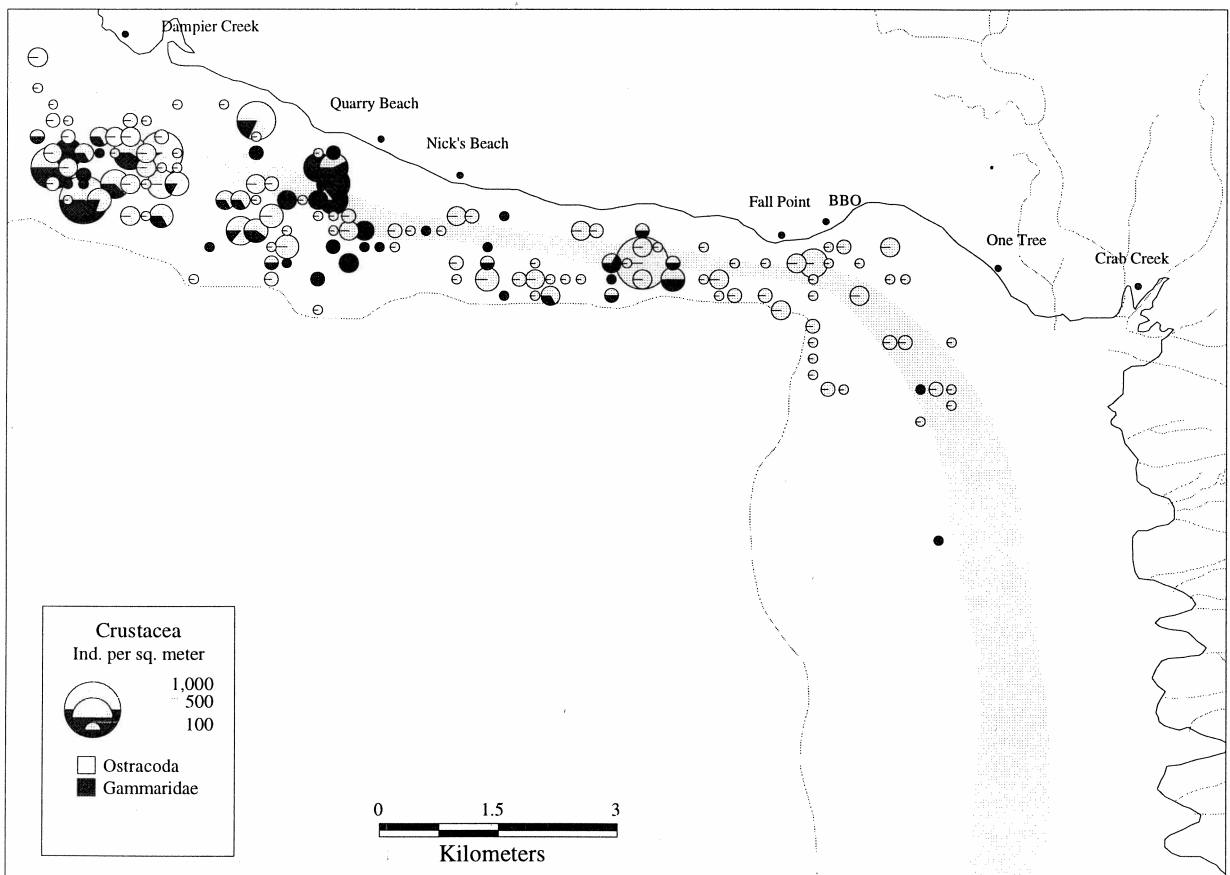 Dampier Creek
Quarry Beach
Nick's Beach
Fall Point
BBO
One Tree
Crab Creek
Crustacea
Ind. per sq. meter
1,000
500
100
Ostracoda
Gammaridae
0 1.5 3
Kilometers